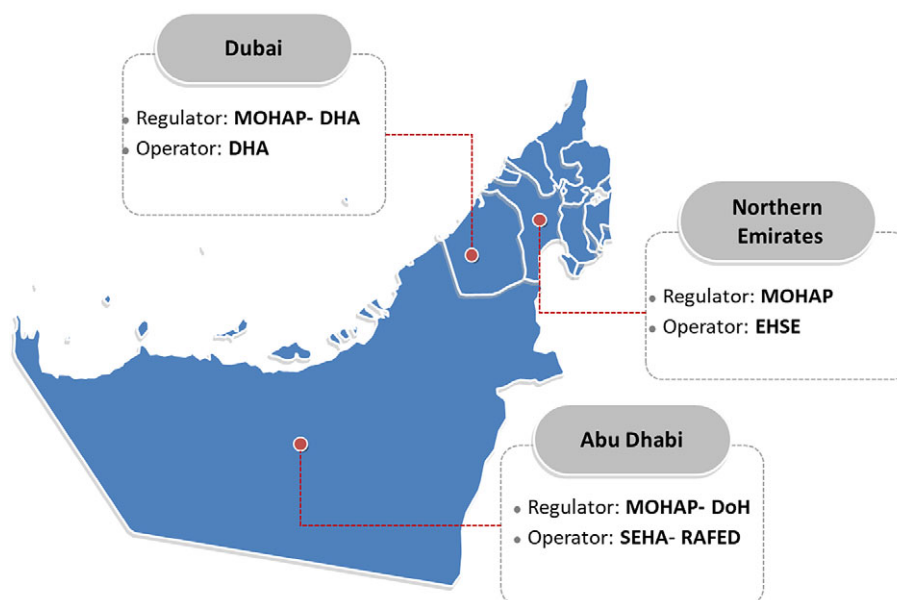 Dubai
• Regulator: MOHAP- DHA
• Operator: DHA
Northern
Emirates
• Regulator: MOHAP
• Operator: EHSE
Abu Dhabi
• Regulator: MOHAP- DoH
• Operator: SEHA- RAFED